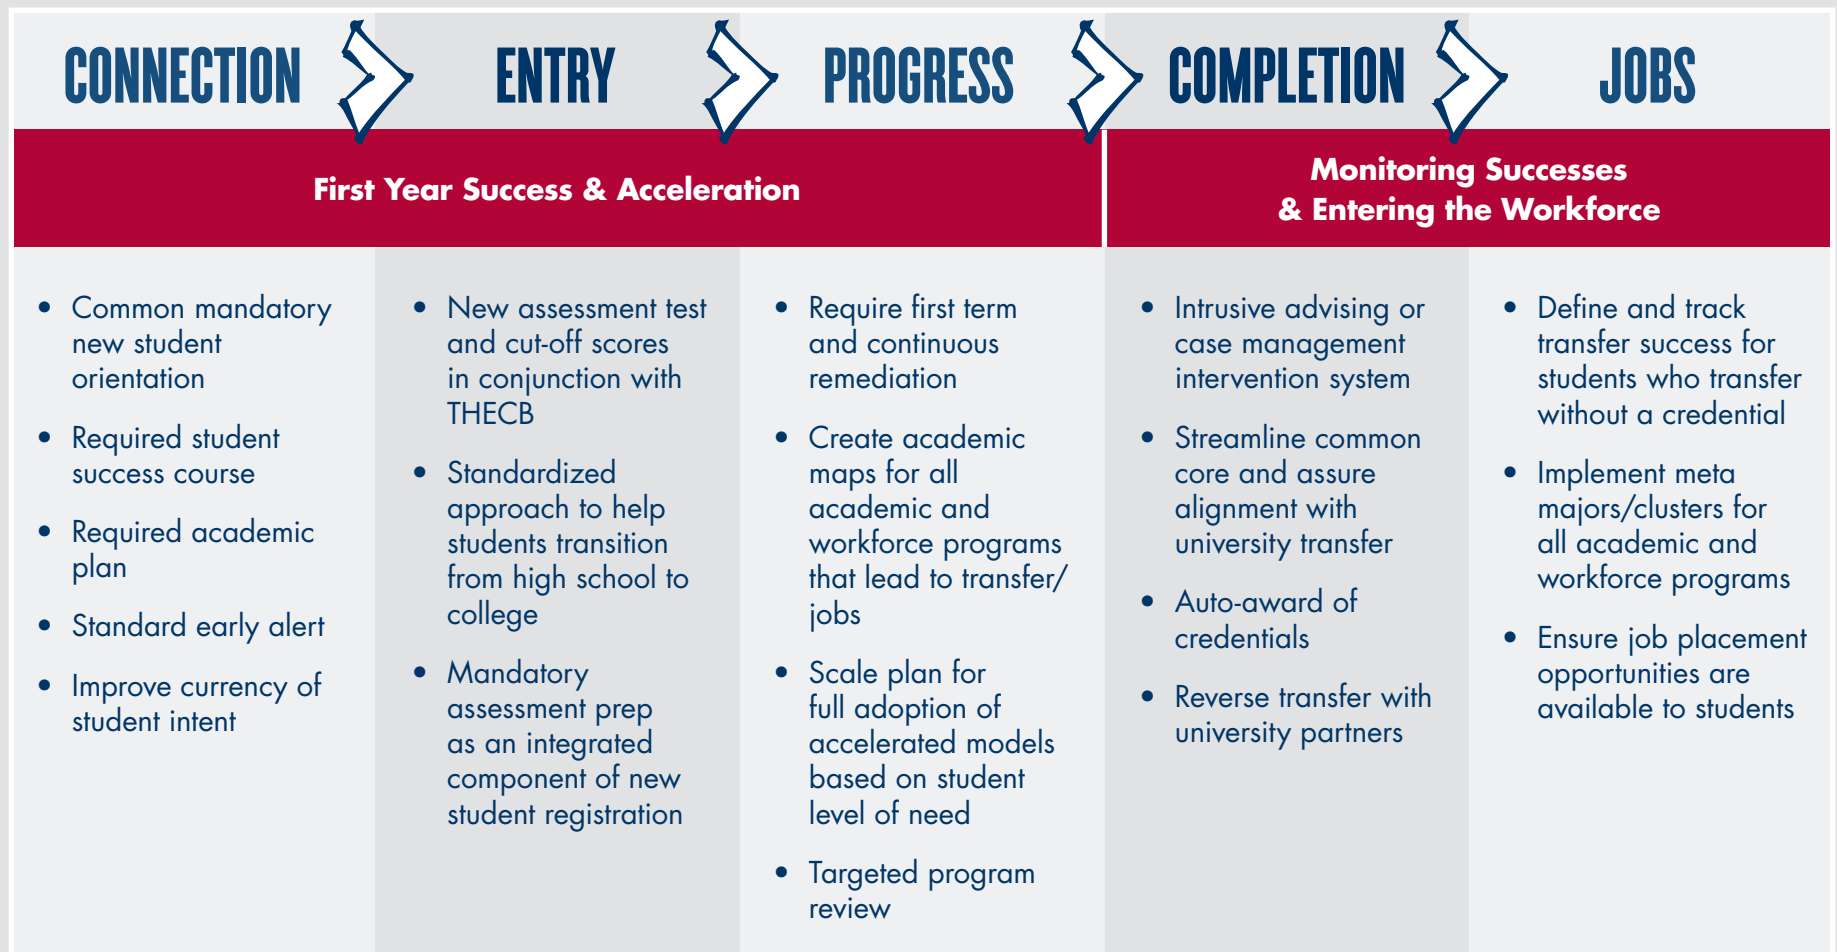 CONNECTION
ENTRY
PROGRESS
COMPLETION
JOBS
First Year Success & Acceleration
Monitoring Successes
& Entering the Workforce
• Common mandatory
new student
orientation
• Required student
success course
• Required academic
plan
• Standard early alert
• Improve currency of
student intent
• New assessment test
and cut-off scores
in conjunction with
THECB
• Standardized
approach to help
students transition
from high school to
college
• Mandatory
assessment prep
as an integrated
component of new
student registration
• Require first term
and continuous
remediation
• Create academic
maps for all
academic and
workforce programs
that lead to transfer/
jobs
• Scale plan for
full adoption of
accelerated models
based on student
level of need
• Targeted program
review
• Intrusive advising or
case management
intervention system
• Streamline common
core and assure
alignment with
university transfer
• Auto-award of
credentials
• Reverse transfer with
university partners
• Define and track
transfer success for
students who transfer
without a credential
• Implement meta
majors/clusters for
all academic and
workforce programs
• Ensure job placement
opportunities are
available to students